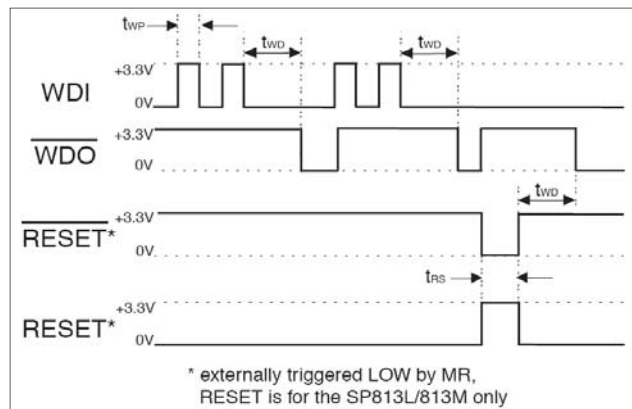 tWP
tWD
tWD
WDI
+3.3V
0V
WDO
+3.3V
0V
tWD
RESET*
+3.3V
0V
tRS
RESET*
+3.3V
0V
* externally triggered LOW by MR,
RESET is for the SP813L/813M only